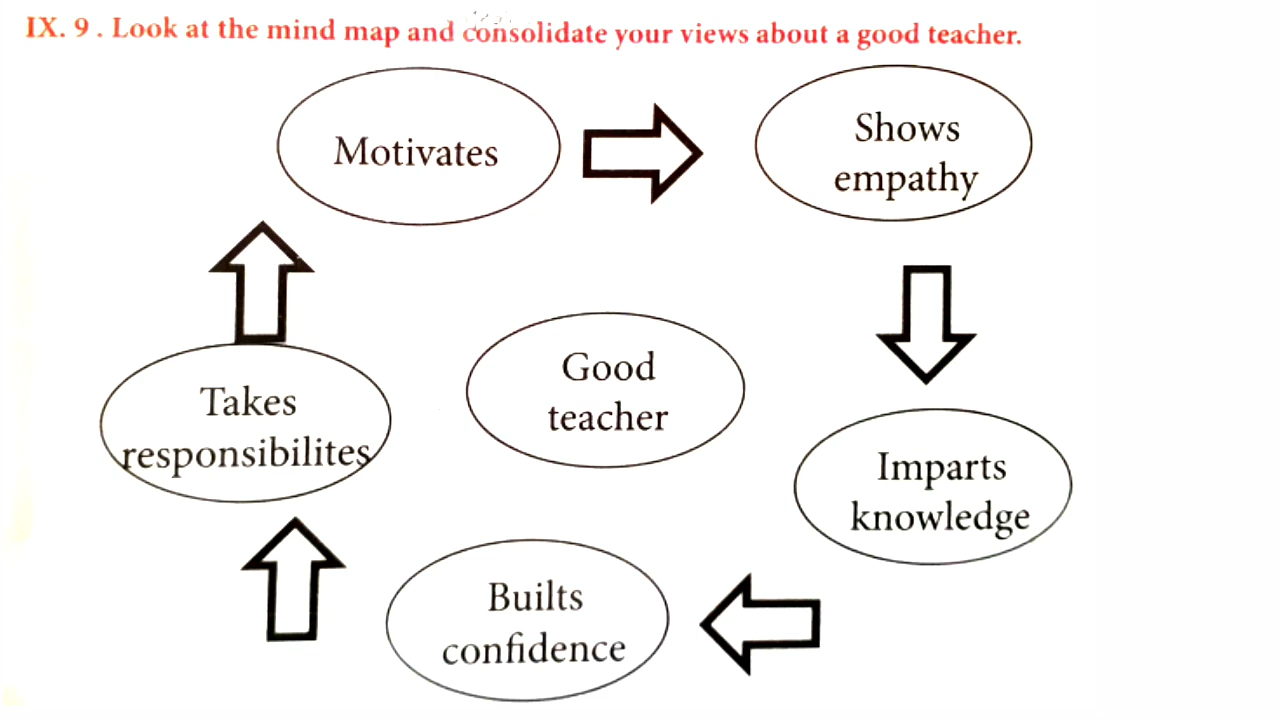 IX. 9 . Look at the mind map and consolidate your views about a good teacher.
Motivates
Shows
empathy
Good
teacher
Takes
responsibilites
Imparts
knowledge
Builts
confidence